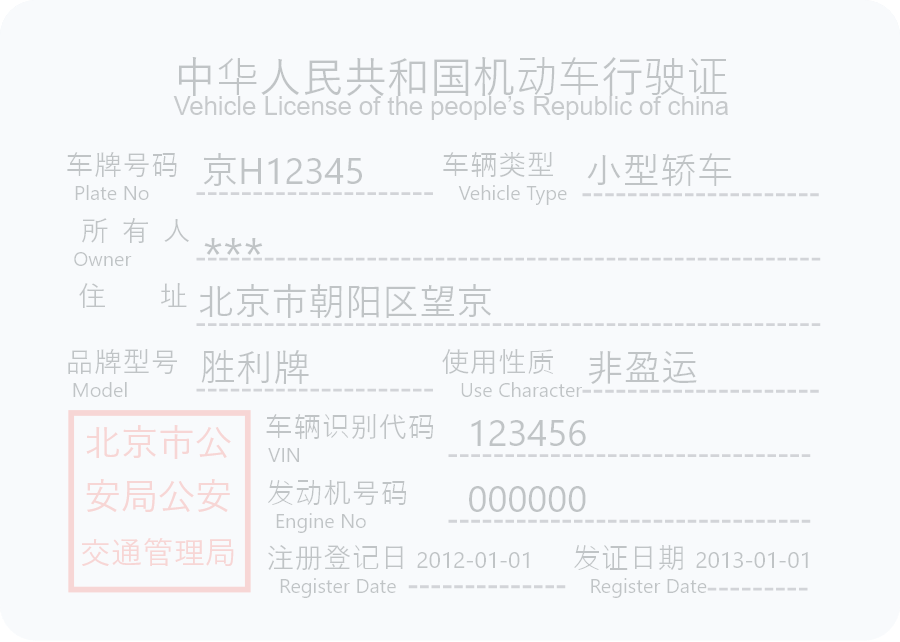 中华人民共和国机动车行驶证
Vehicle License of the people's Republic of china
车牌号码 京H12345 车辆类型 小型轿车
Plate No Vehicle Type
所有人 ***
Owner
住址 北京市朝阳区望京
品牌型号 胜利牌 使用性质 非盈运
Model Use Character
北京市公
安局公安
交通管理局
车辆识别代码 123456
VIN
发动机号码 000000
Engine No
注册登记日 2012-01-01 发证日期 2013-01-01
Register Date Register Date